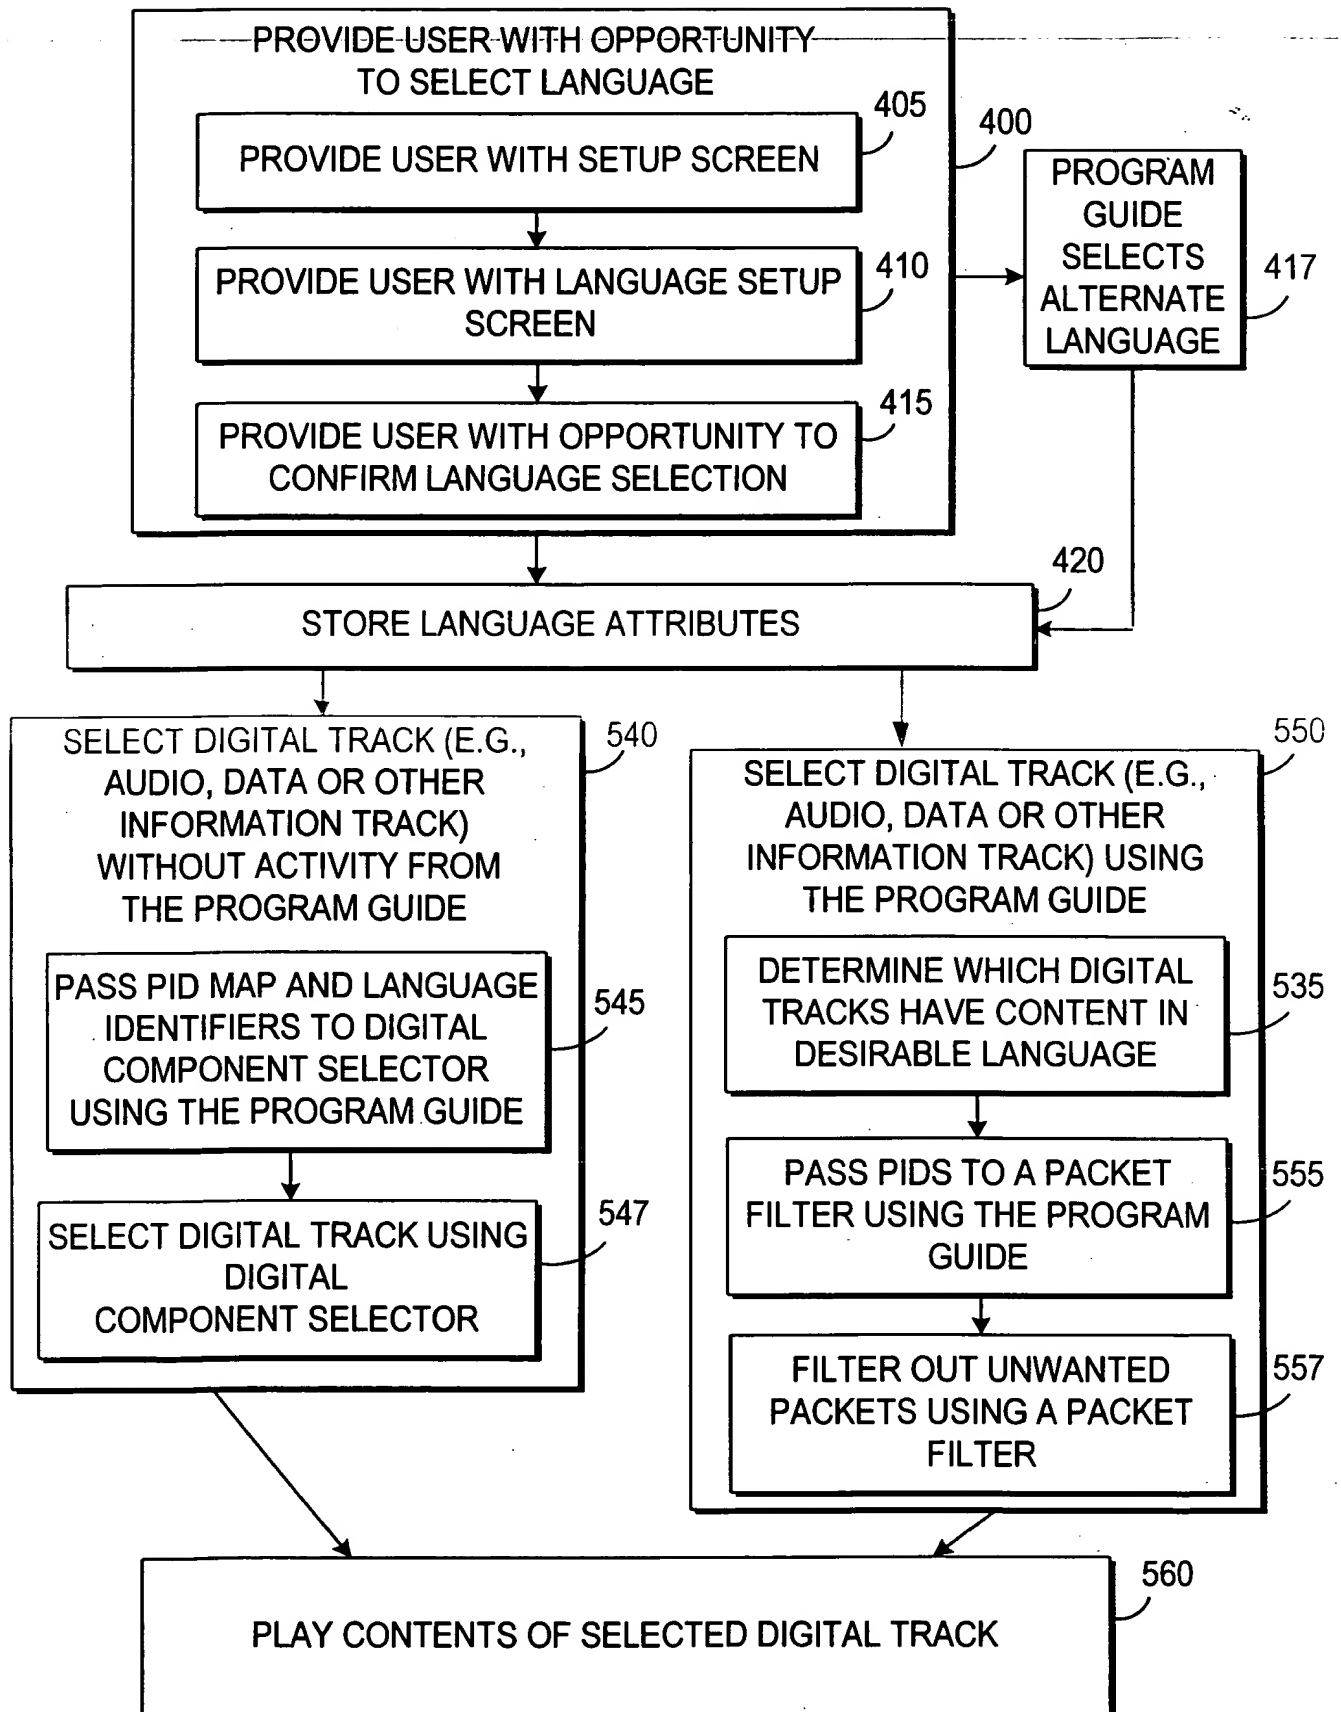 PROVIDE USER WITH OPPORTUNITY
TO SELECT LANGUAGE
400
405
PROVIDE USER WITH SETUP SCREEN
410
PROVIDE USER WITH LANGUAGE SETUP
SCREEN
415
PROVIDE USER WITH OPPORTUNITY TO
CONFIRM LANGUAGE SELECTION
PROGRAM
GUIDE
SELECTS
ALTERNATE
LANGUAGE
417
420
STORE LANGUAGE ATTRIBUTES
540
SELECT DIGITAL TRACK (E.G.,
AUDIO, DATA OR OTHER
INFORMATION TRACK)
WITHOUT ACTIVITY FROM
THE PROGRAM GUIDE
PASS PID MAP AND LANGUAGE
IDENTIFIERS TO DIGITAL
COMPONENT SELECTOR
USING THE PROGRAM GUIDE
545
SELECT DIGITAL TRACK USING
DIGITAL
COMPONENT SELECTOR
547
550
SELECT DIGITAL TRACK (E.G.,
AUDIO, DATA OR OTHER
INFORMATION TRACK) USING
THE PROGRAM GUIDE
DETERMINE WHICH DIGITAL
TRACKS HAVE CONTENT IN
DESIRABLE LANGUAGE
535
PASS PIDS TO A PACKET
FILTER USING THE PROGRAM
GUIDE
555
FILTER OUT UNWANTED
PACKETS USING A PACKET
FILTER
557
560
PLAY CONTENTS OF SELECTED DIGITAL TRACK